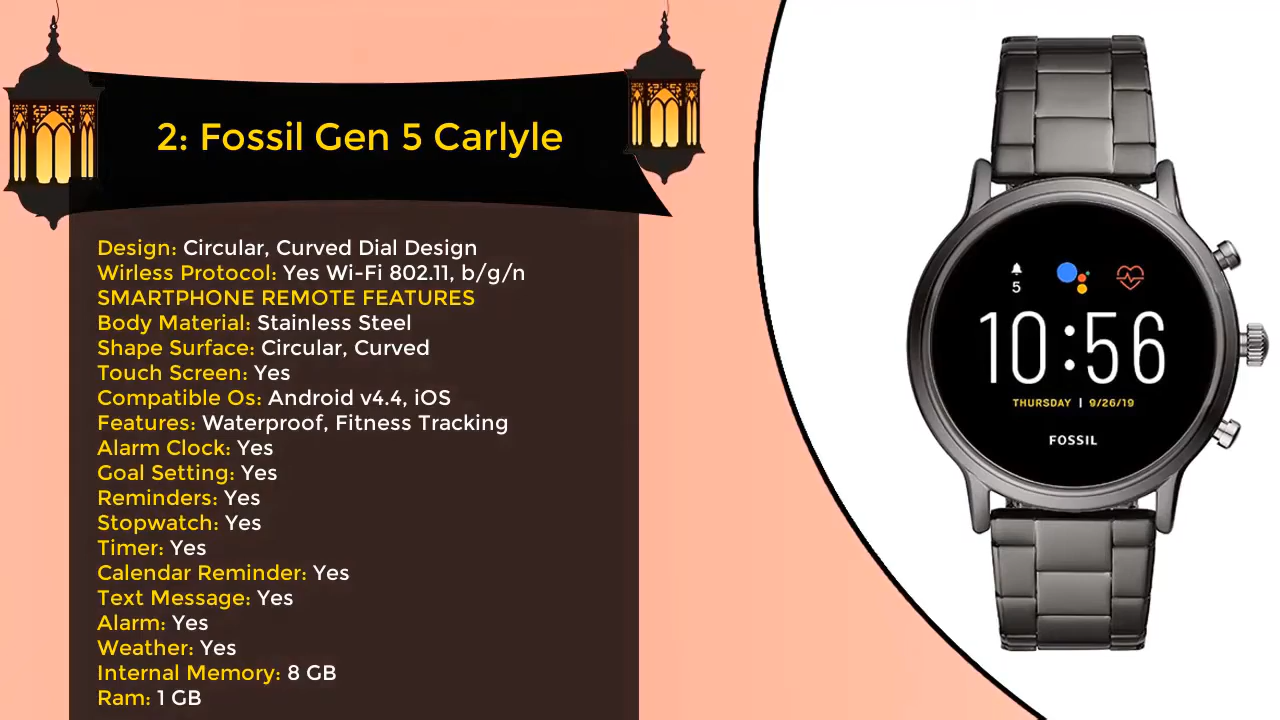 2: Fossil Gen 5 Carlyle
Design: Circular, Curved Dial Design
Wirless Protocol: Yes Wi-Fi 802.11, b/g/n
SMARTPHONE REMOTE FEATURES
Body Material: Stainless Steel
Shape Surface: Circular, Curved
Touch Screen: Yes
Compatible Os: Android v4.4, iOS
Features: Waterproof, Fitness Tracking
Alarm Clock: Yes
Goal Setting: Yes
Reminders: Yes
Stopwatch: Yes
Timer: Yes
Calendar Reminder: Yes
Text Message: Yes
Alarm: Yes
Weather: Yes
Internal Memory: 8 GB
Ram: 1 GB
5
10:56
THURSDAY | 9/26/19
FOSSIL